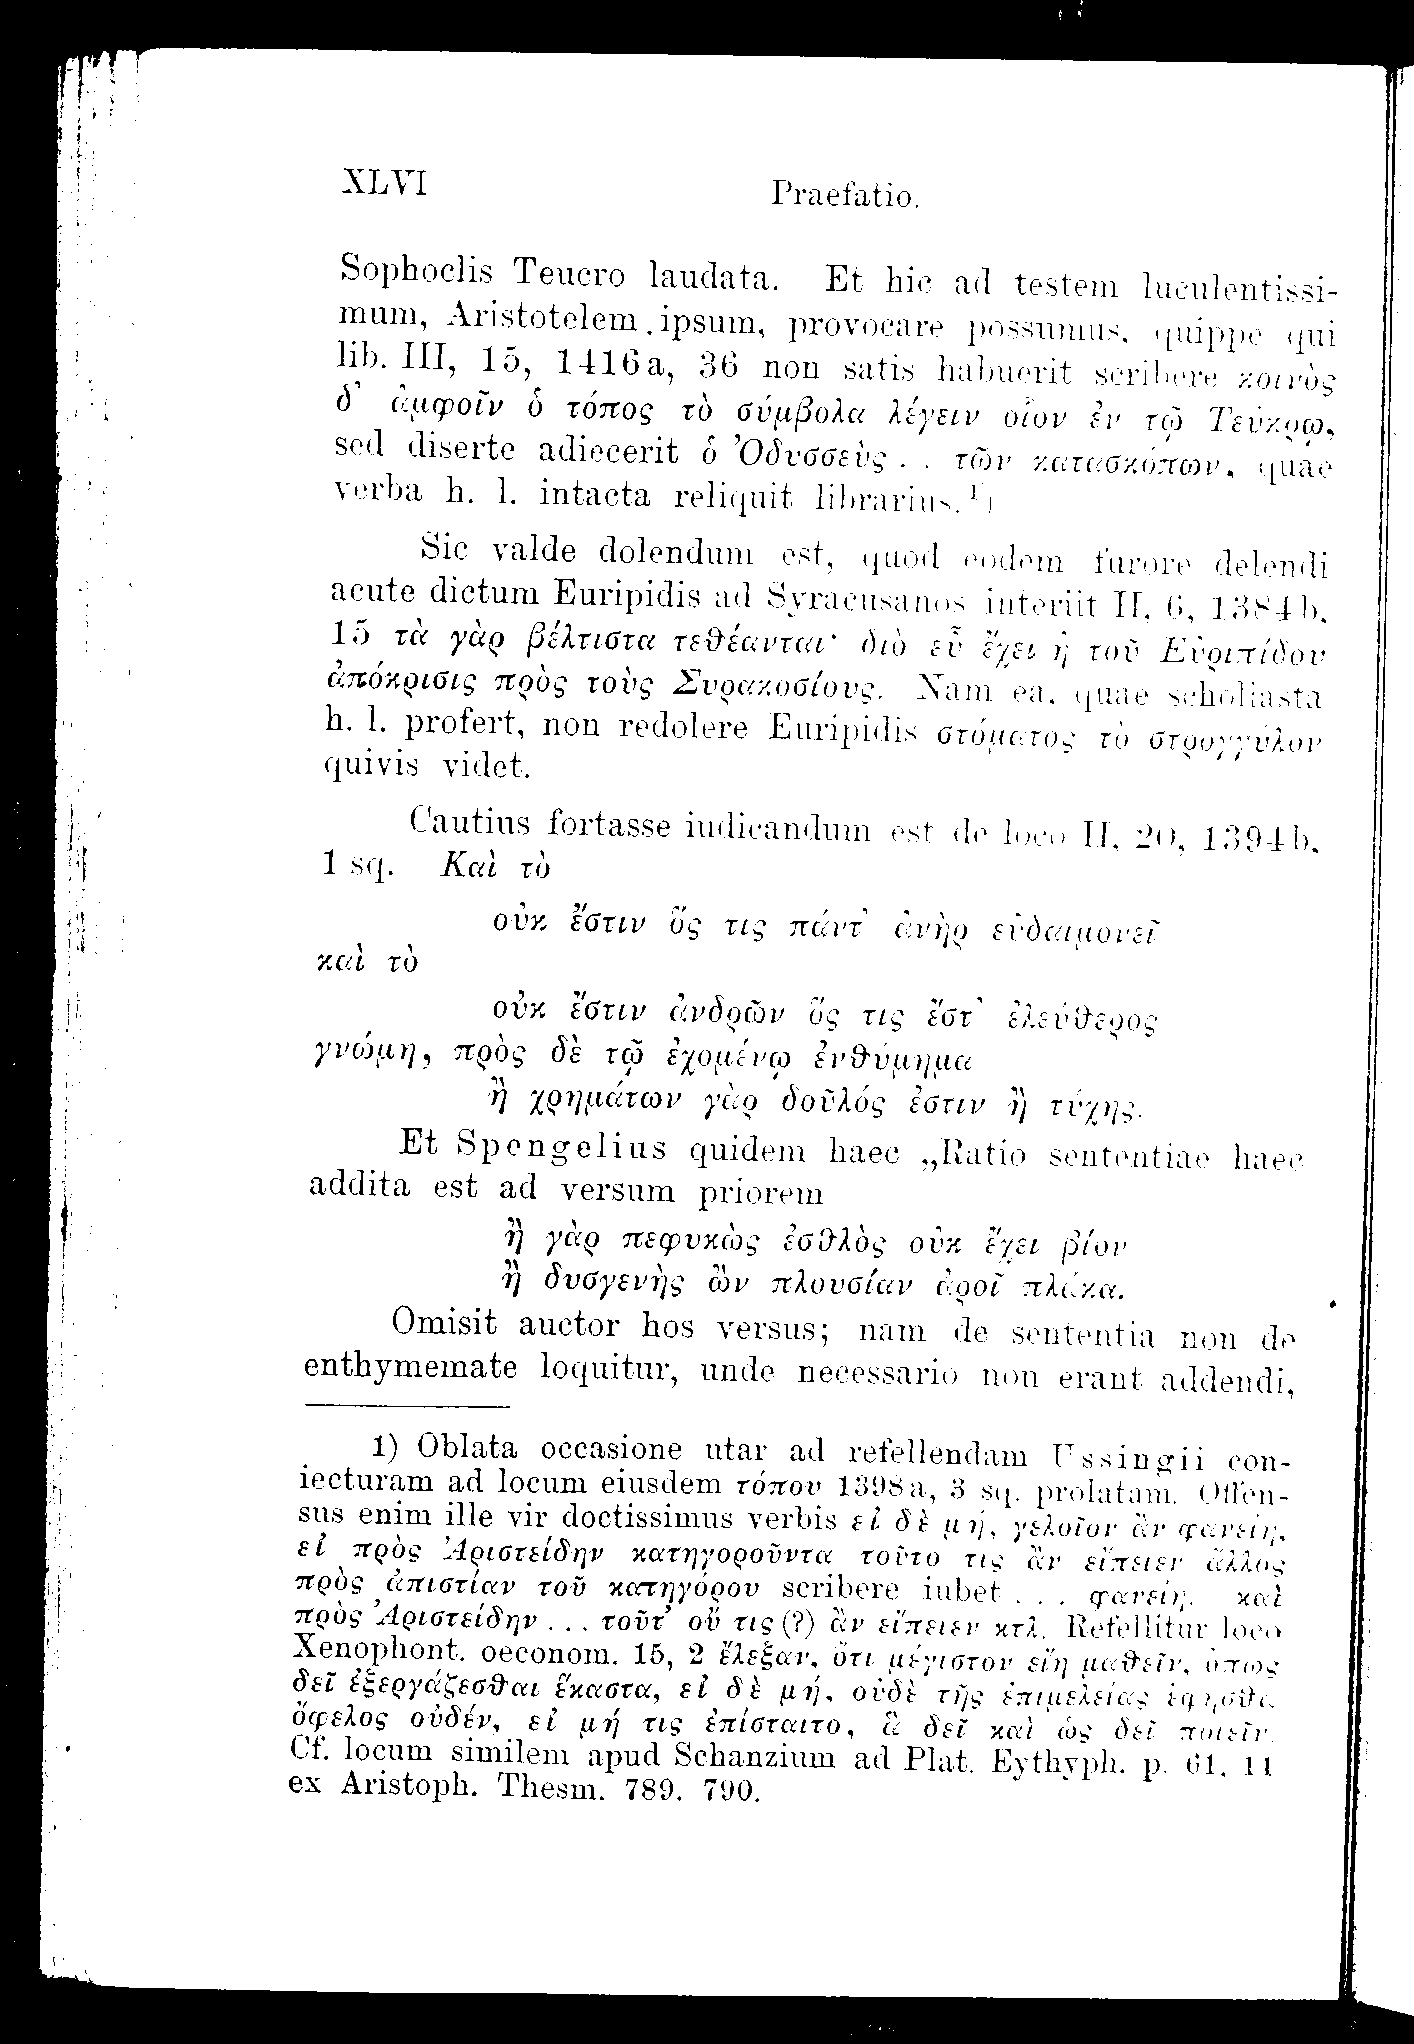 XLVI
Praefatio.
Sophoclis Teucro laudata. Et hic ad testem luculentissi-
mum, Aristotelem ipsum, provocare possumus, quippe qui
lib. III, 15, 1416a, 36 non satis habuerit scribere κοινὸς
δ' ἀμφοῖν ὁ τόπος τὸ σύμβολα λέγειν οἷον ἐν τῷ Τεύκρῳ,
sed diserte adiecerit ὁ Ὀδυσσεὺς . . τῶν κατασκόπων, quae
verba h. l. intacta reliquit librarius.¹)
Sic valde dolendum est, quod eodem furore delendi
acute dictum Euripidis ad Syracusanos interiit II, 6, 1384b,
15 τὰ γὰρ βέλτιστα τεθέανται· διὸ εὖ ἔχει ἡ τοῦ Εὐριπίδου
ἀπόκρισις πρὸς τοὺς Συρακοσίους. Nam ea, quae scholiasta
h. l. profert, non redolere Euripidis στόματος τὸ στρογγύλον
quivis videt.
Cautius fortasse iudicandum est de loco II, 20, 1394b,
1 sq. Καὶ τὸ
οὐκ ἔστιν ὅς τις πάντ' ἀνὴρ εὐδαιμονεῖ
καὶ τὸ
οὐκ ἔστιν ἀνδρῶν ὅς τις ἔστ' ἐλεύθερος
γνώμη, πρὸς δὲ τῷ ἐχομένῳ ἐνθύμημα
ἢ χρημάτων γὰρ δοῦλός ἐστιν ἢ τύχης.
Et Spengelius quidem haec „Ratio sententiae haec
addita est ad versum priorem
ἢ γὰρ πεφυκὼς ἐσθλὸς οὐκ ἔχει βίον
ἢ δυσγενὴς ὢν πλουσίαν ἀροῖ πλάκα.
Omisit auctor hos versus; nam de sententia non de
enthymemate loquitur, unde necessario non erant addendi,
1) Oblata occasione utar ad refellendam Ussingii con-
iecturam ad locum eiusdem τόπου 1398a, 3 sq. prolatam. Offen-
sus enim ille vir doctissimus verbis εἰ δὲ μή, γελοῖον ἂν φανείη,
εἰ πρὸς Ἀριστείδην κατηγοροῦντα τοῦτό τις ἂν εἴπειεν ἄλλος
πρὸς ἀπιστίαν τοῦ κατηγόρου scribere iubet . . . φανείη, καὶ
πρὸς Ἀριστείδην . . . τοῦτ' οὔ τις (?) ἂν εἴπειεν κτλ. Refellitur loco
Xenophont. oeconom. 15, 2 ἔλεξαν, ὅτι μέγιστον εἴη μαθεῖν, ὅπως
δεῖ ἐξεργάζεσθαι ἕκαστα, εἰ δὲ μή, οὐδὲ τῆς ἐπιμελείας ἔφησθα
ὄφελος οὐδέν, εἰ μή τις ἐπίσταιτο, ἃ δεῖ καὶ ὡς δεῖ ποιεῖν.
Cf. locum similem apud Schanzium ad Plat. Eythyph. p. 61, 11
ex Aristoph. Thesm. 789. 790.